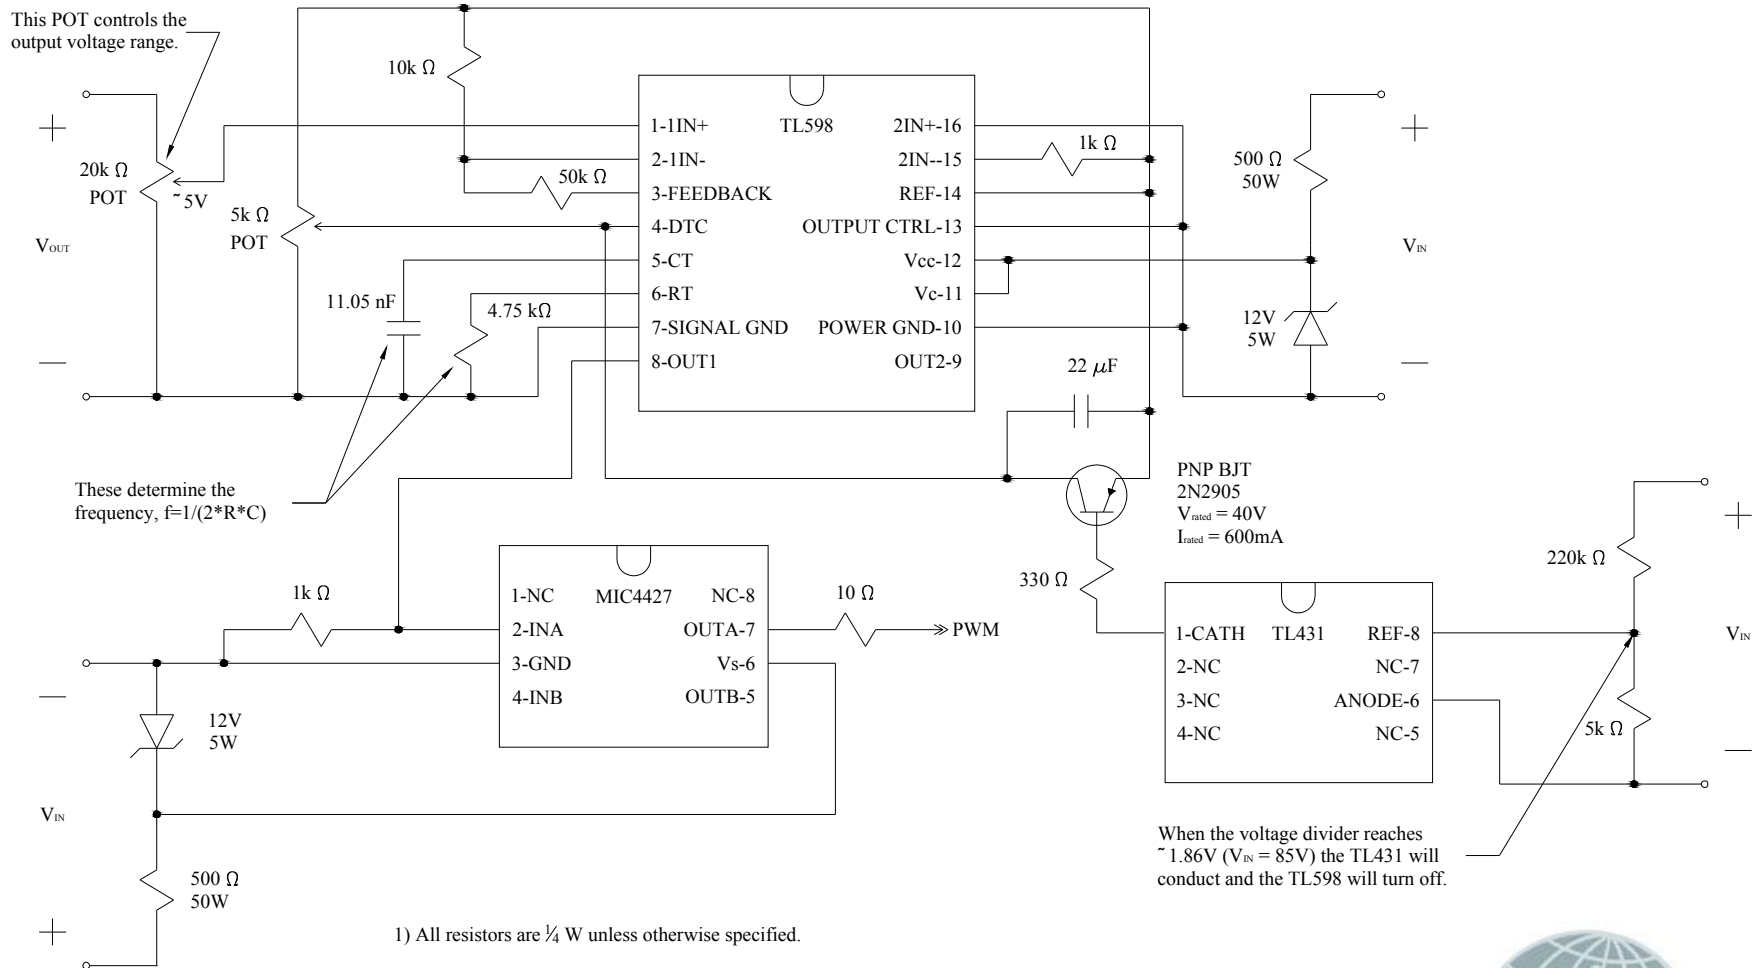 This POT controls the
output voltage range.
10k Ω
+
20k Ω
POT
~5V
5k Ω
POT
VOUT
−
50k Ω
11.05 nF
4.75 kΩ
1-1IN+
2-1IN-
3-FEEDBACK
4-DTC
5-CT
6-RT
7-SIGNAL GND
8-OUT1
TL598
2IN+-16
2IN--15
REF-14
OUTPUT CTRL-13
Vcc-12
Vc-11
POWER GND-10
OUT2-9
1k Ω
500 Ω
50W
+
VIN
12V
5W
−
22 μF
These determine the
frequency, f=1/(2*R*C)
PNP BJT
2N2905
Vrated = 40V
Irated = 600mA
330 Ω
1k Ω
1-NC
2-INA
3-GND
4-INB
MIC4427
NC-8
OUTA-7
Vs-6
OUTB-5
10 Ω
PWM
−
12V
5W
VIN
500 Ω
50W
+
1-CATH
2-NC
3-NC
4-NC
TL431
REF-8
NC-7
ANODE-6
NC-5
220k Ω
5k Ω
+
VIN
−
When the voltage divider reaches
~1.86V (VIN = 85V) the TL431 will
conduct and the TL598 will turn off.
1) All resistors are ¼ W unless otherwise specified.